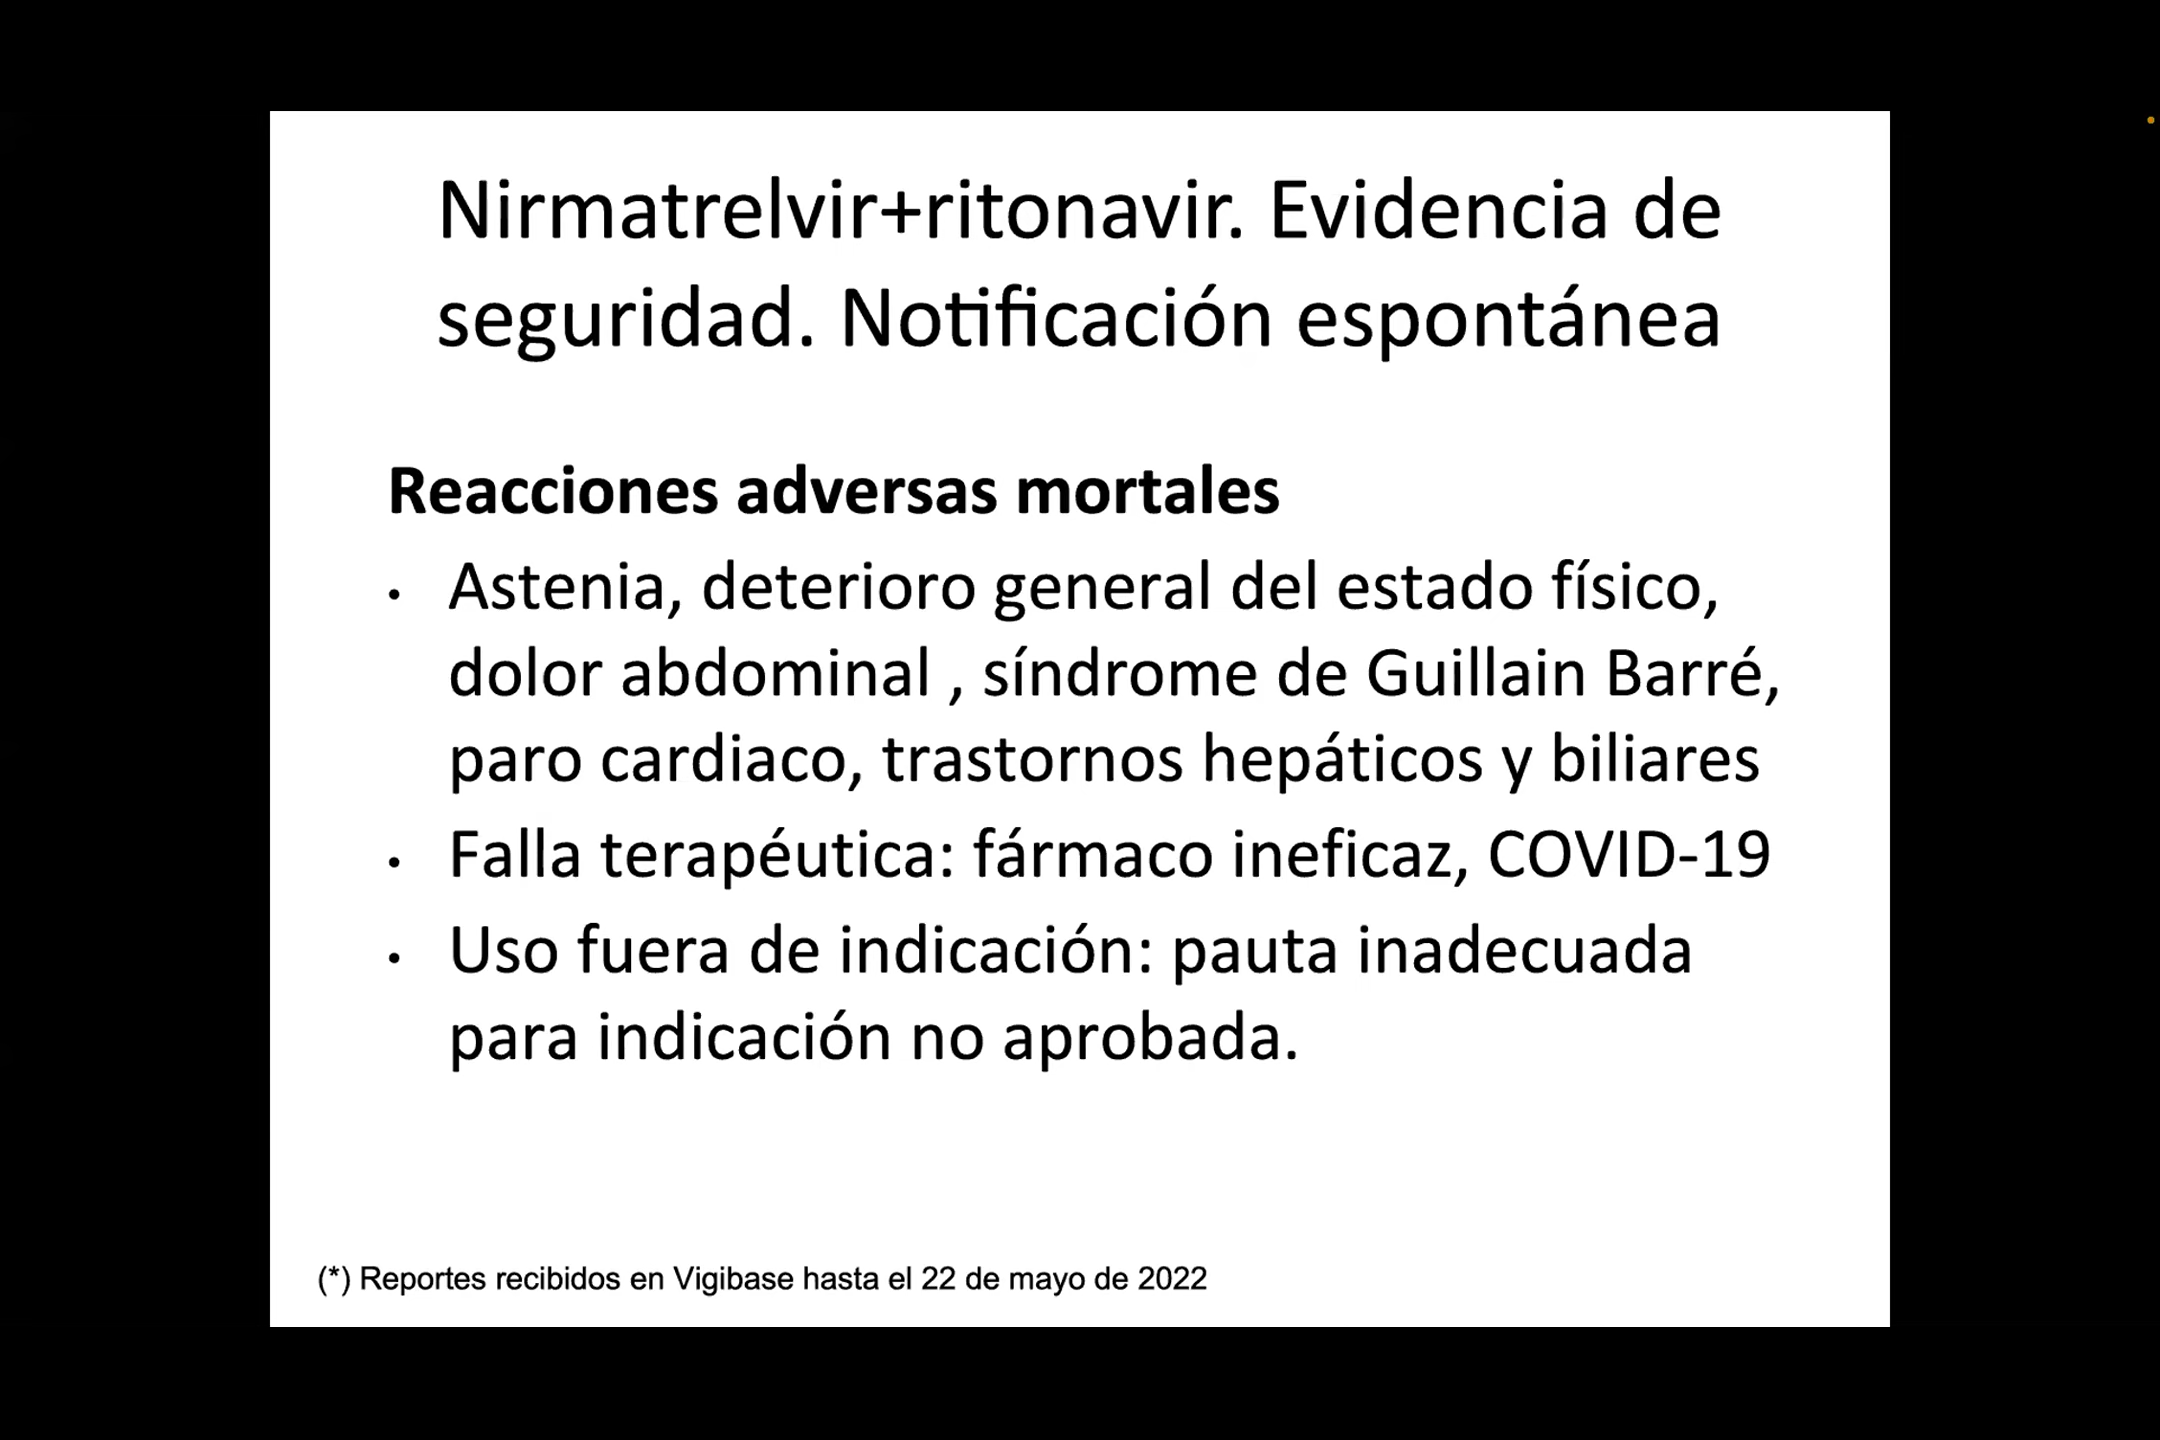 Nirmatrelvir+ritonavir. Evidencia de
seguridad. Notificación espontánea
Reacciones adversas mortales
• Astenia, deterioro general del estado físico,
dolor abdominal , síndrome de Guillain Barré,
paro cardiaco, trastornos hepáticos y biliares
• Falla terapéutica: fármaco ineficaz, COVID-19
• Uso fuera de indicación: pauta inadecuada
para indicación no aprobada.
(*) Reportes recibidos en Vigibase hasta el 22 de mayo de 2022